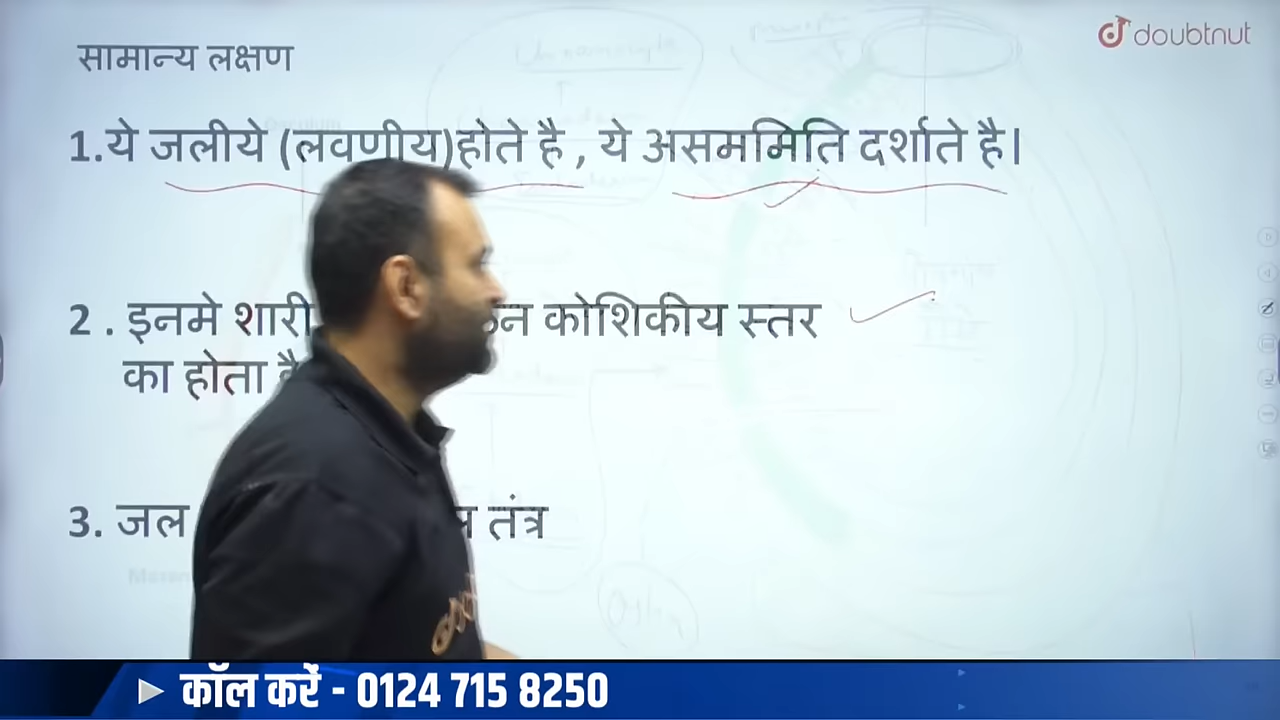 सामान्य लक्षण
doubtnut
1.ये जलीये (लवणीय)होते है , ये असममिति दर्शाते है।
2 . इनमे कोशिकीय स्तर
का होता
3. जल तंत्र
कॉल करें - 0124 715 8250